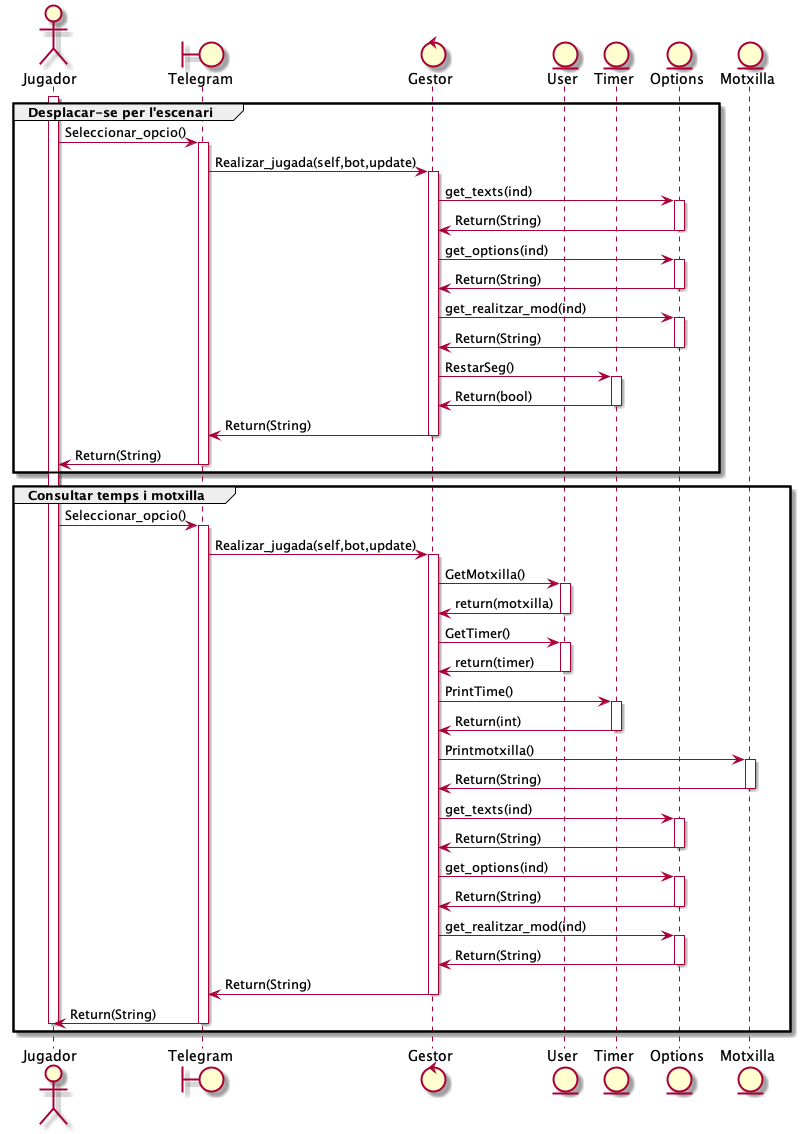 Jugador Telegram Gestor User Timer Options Motxilla
Desplacar-se per l'escenari
Seleccionar_opcio()
Realizar_jugada(self,bot,update)
get_texts(ind)
Return(String)
get_options(ind)
Return(String)
get_realitzar_mod(ind)
Return(String)
RestarSeg()
Return(bool)
Return(String)
Return(String)
Consultar temps i motxilla
Seleccionar_opcio()
Realizar_jugada(self,bot,update)
GetMotxilla()
return(motxilla)
GetTimer()
return(timer)
PrintTime()
Return(int)
Printmotxilla()
Return(String)
get_texts(ind)
Return(String)
get_options(ind)
Return(String)
get_realitzar_mod(ind)
Return(String)
Return(String)
Return(String)
Jugador Telegram Gestor User Timer Options Motxilla